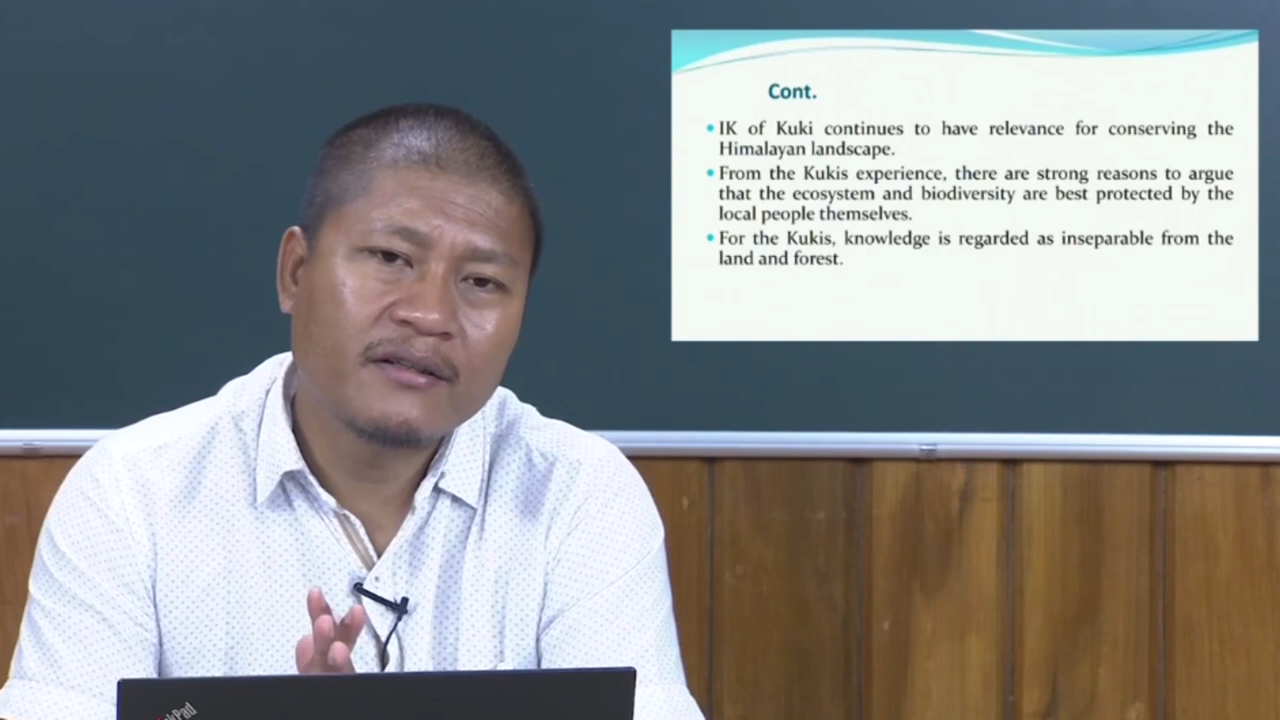 Cont.
IK of Kuki continues to have relevance for conserving the
Himalayan landscape.
From the Kukis experience, there are strong reasons to argue
that the ecosystem and biodiversity are best protected by the
local people themselves.
For the Kukis, knowledge is regarded as inseparable from the
land and forest.